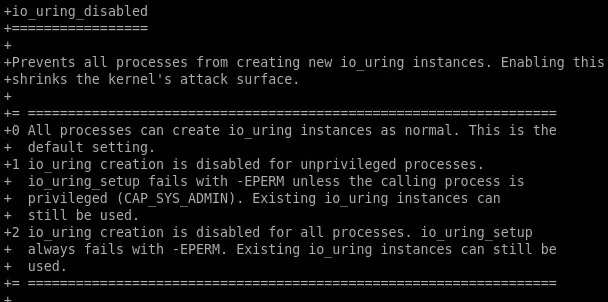 +io_uring_disabled
+=================
+
+Prevents all processes from creating new io_uring instances. Enabling this
+shrinks the kernel's attack surface.
+
+= ==================================================================
+0 All processes can create io_uring instances as normal. This is the
+  default setting.
+1 io_uring creation is disabled for unprivileged processes.
+  io_uring_setup fails with -EPERM unless the calling process is
+  privileged (CAP_SYS_ADMIN). Existing io_uring instances can
+  still be used.
+2 io_uring creation is disabled for all processes. io_uring_setup
+  always fails with -EPERM. Existing io_uring instances can still be
+  used.
+= ==================================================================
+